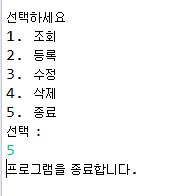 선택하세요
1. 조회
2. 등록
3. 수정
4. 삭제
5. 종료
선택 :
5
프로그램을 종료합니다.